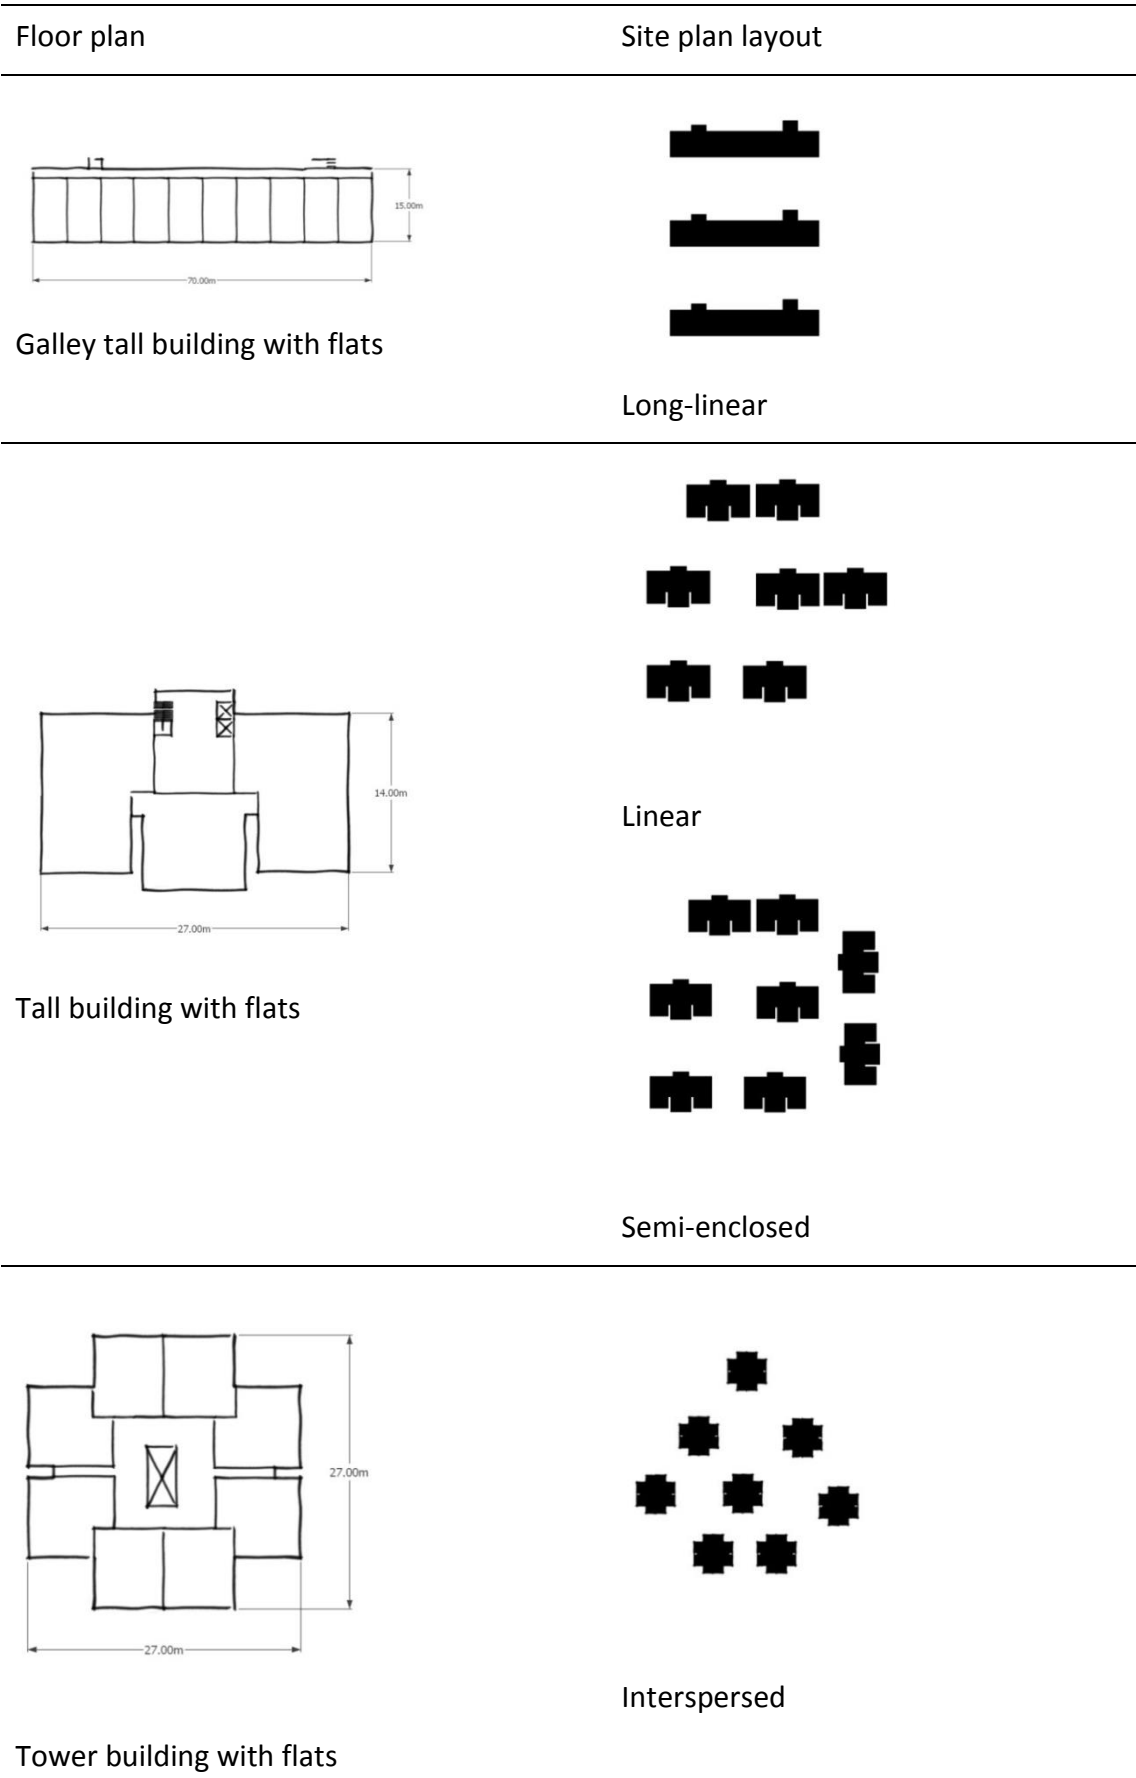 Floor plan
Site plan layout
15.00m
70.00m
Galley tall building with flats
Long-linear
14.00m
27.00m
Linear
Tall building with flats
Semi-enclosed
27.00m
27.00m
Interspersed
Tower building with flats